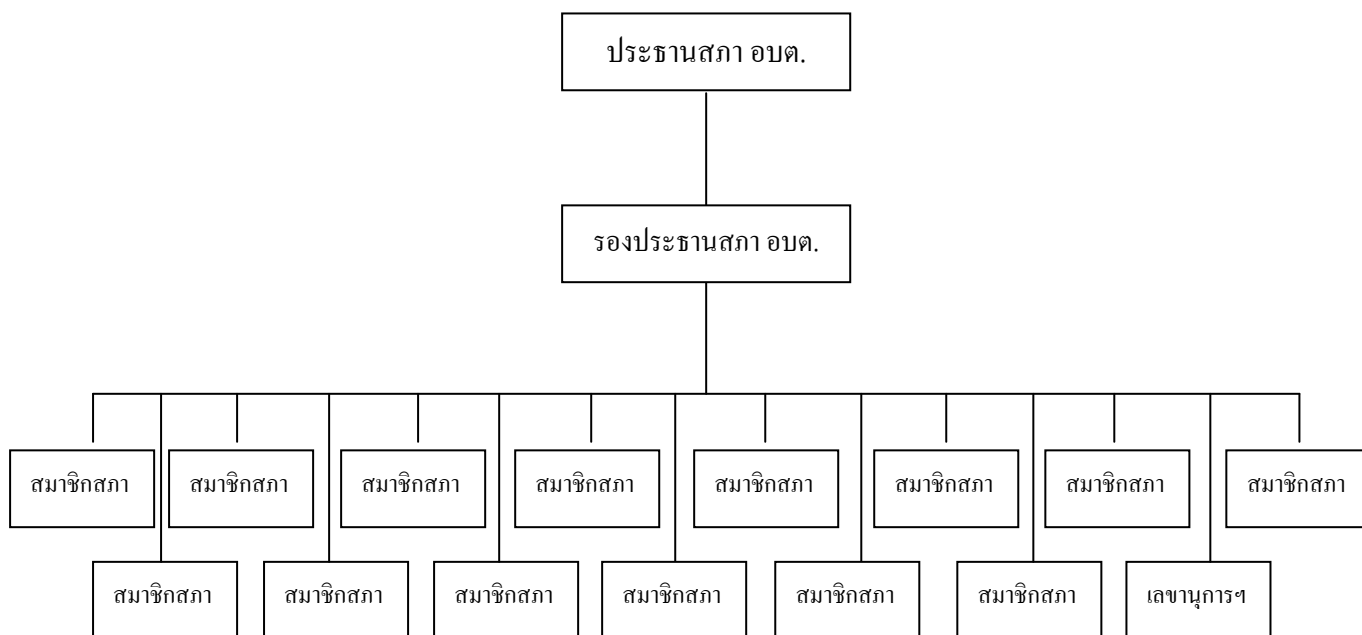 ประธานสภา อบต.
รองประธานสภา อบต.
สมาชิกสภา สมาชิกสภา สมาชิกสภา สมาชิกสภา สมาชิกสภา สมาชิกสภา สมาชิกสภา สมาชิกสภา
สมาชิกสภา สมาชิกสภา สมาชิกสภา สมาชิกสภา สมาชิกสภา สมาชิกสภา เลขานุการฯ